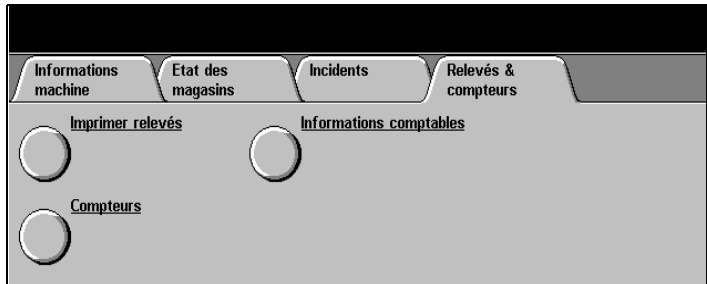 Informations machine
Etat des magasins
Incidents
Relevés & compteurs
Imprimer relevés
Informations comptables
Compteurs